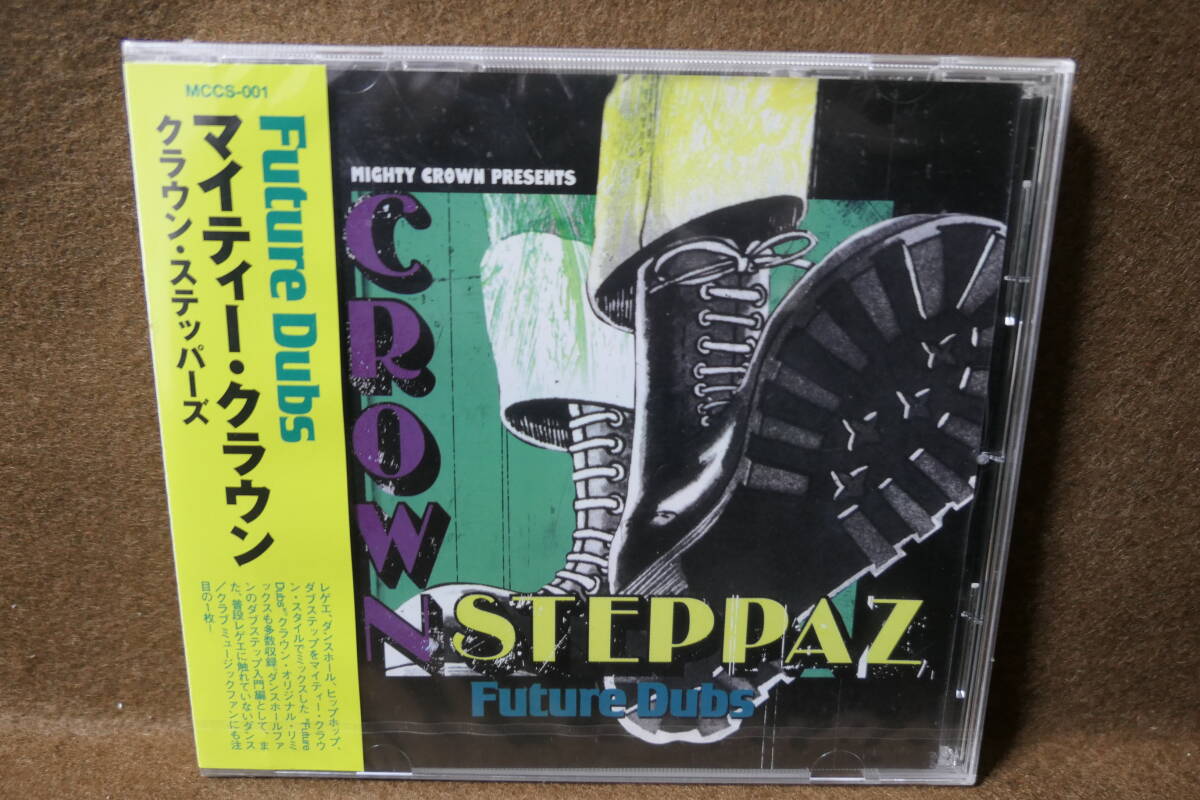 MCCS-001
Future Dubs
マイティー・クラウン
クラウン・ステッパーズ
レゲエ、ダンスホール、ヒップホップ、
ダブステップをマイティー・クラウ
ン・スタイルでミックスした “Future
Dubs” クラウン・オリジナル・リミ
ックスも多数収録 ダンスホールファ
ンのダブステップ入門編として、ま
た、普段レゲエに触れていないダンス
／クラブミュージックファンにも注
目の1枚！
MIGHTY CROWN PRESENTS
CROWN
STEPPAZ
Future Dubs